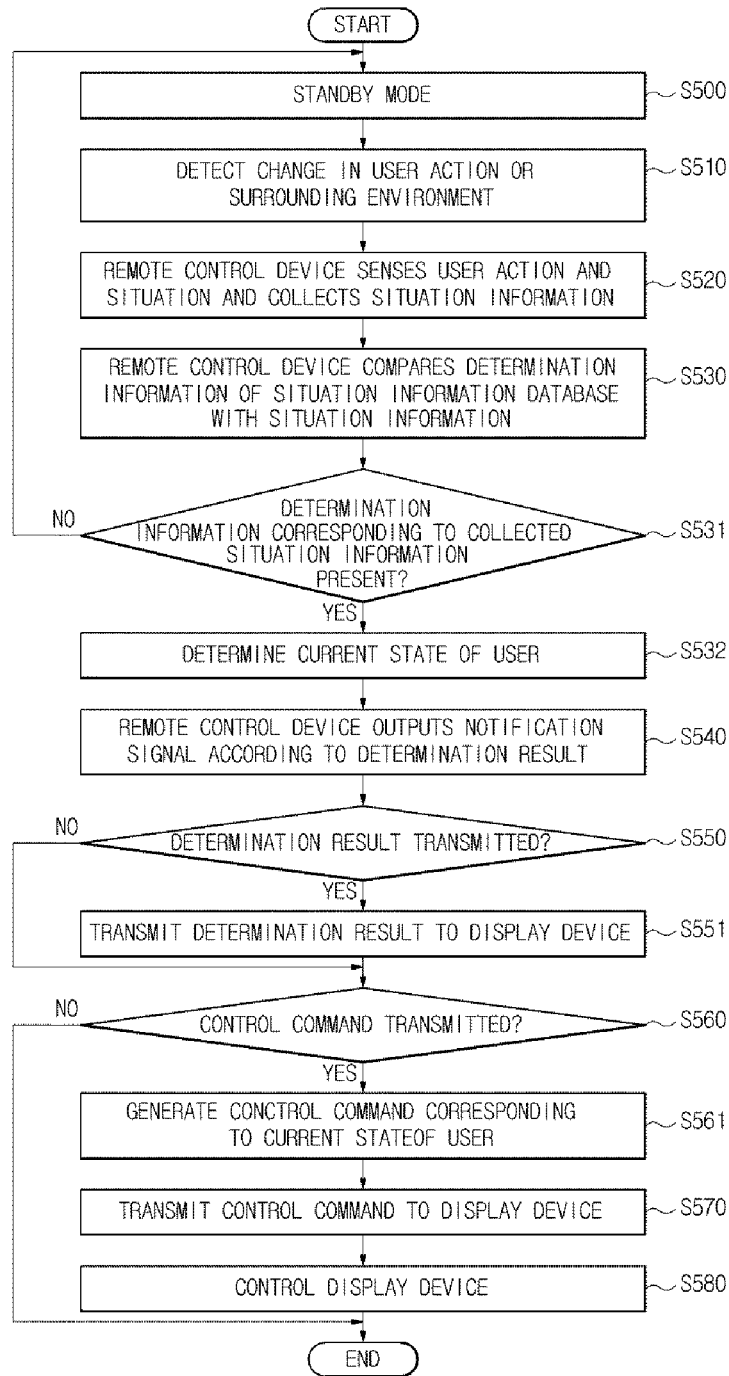 START
STANDBY MODE
S500
DETECT CHANGE IN USER ACTION OR
SURROUNDING ENVIRONMENT
S510
REMOTE CONTROL DEVICE SENSES USER ACTION AND
SITUATION AND COLLECTS SITUATION INFORMATION
S520
REMOTE CONTROL DEVICE COMPARES DETERMINATION
INFORMATION OF SITUATION INFORMATION DATABASE
WITH SITUATION INFORMATION
S530
NO
DETERMINATION
INFORMATION CORRESPONDING TO COLLECTED
SITUATION INFORMATION
PRESENT?
S531
YES
DETERMINE CURRENT STATE OF USER
S532
REMOTE CONTROL DEVICE OUTPUTS NOTIFICATION
SIGNAL ACCORDING TO DETERMINATION RESULT
S540
NO
DETERMINATION RESULT TRANSMITTED?
S550
YES
TRANSMIT DETERMINATION RESULT TO DISPLAY DEVICE
S551
NO
CONTROL COMMAND TRANSMITTED?
S560
YES
GENERATE CONCTROL COMMAND CORRESPONDING
TO CURRENT STATEOF USER
S561
TRANSMIT CONTROL COMMAND TO DISPLAY DEVICE
S570
CONTROL DISPLAY DEVICE
S580
END